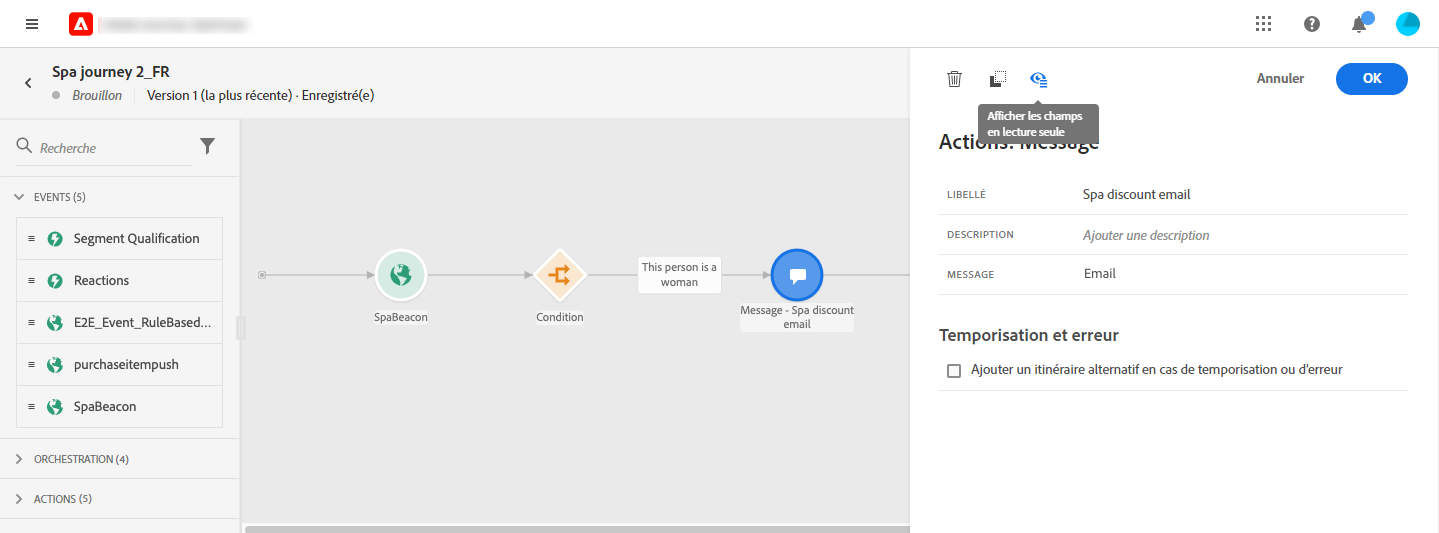 Spa journey 2_FR
Brouillon
Version 1 (la plus récente) · Enregistré(e)
Annuler
OK
Afficher les champs
en lecture seule
Actions: Message
Recherche
EVENTS (5)
Segment Qualification
Reactions
E2E_Event_RuleBased...
purchaseitempush
SpaBeacon
ORCHESTRATION (4)
ACTIONS (5)
SpaBeacon
Condition
This person is a
woman
Message - Spa discount
email
LIBELLÉ
Spa discount email
DESCRIPTION
Ajouter une description
MESSAGE
Email
Temporisation et erreur
Ajouter un itinéraire alternatif en cas de temporisation ou d’erreur